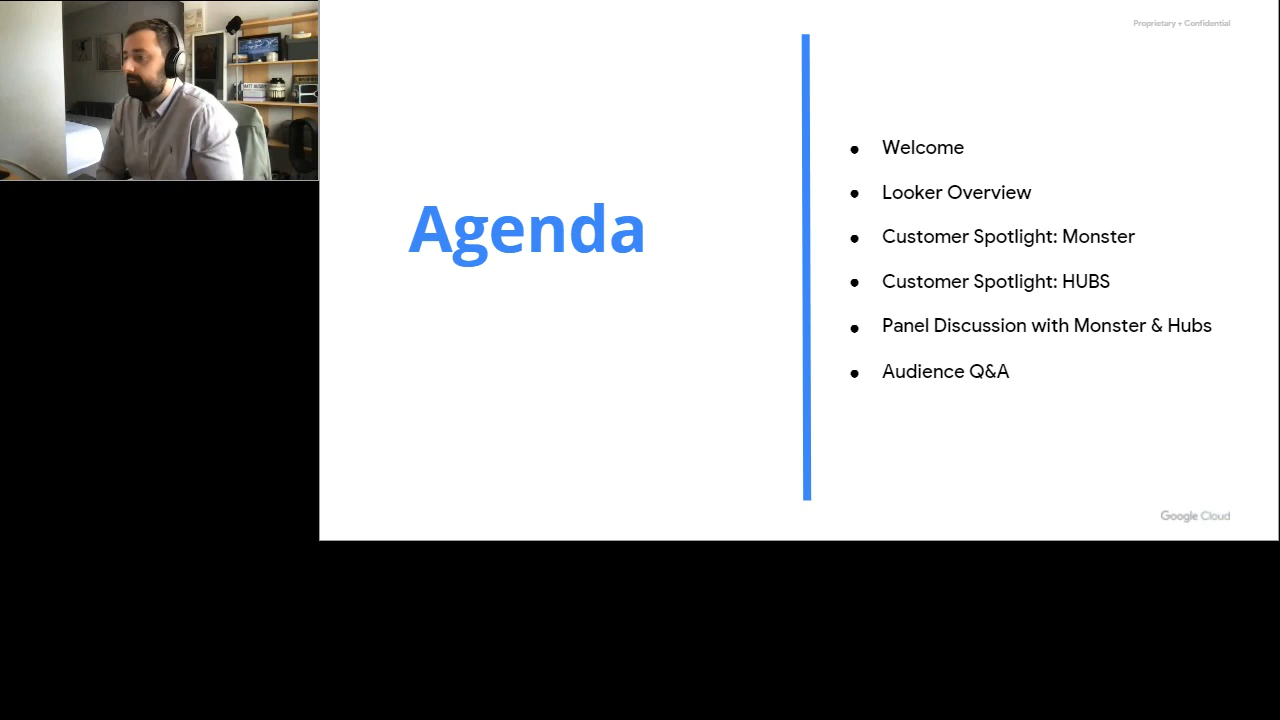 Proprietary + Confidential
Agenda
Welcome
Looker Overview
Customer Spotlight: Monster
Customer Spotlight: HUBS
Panel Discussion with Monster & Hubs
Audience Q&A
Google Cloud